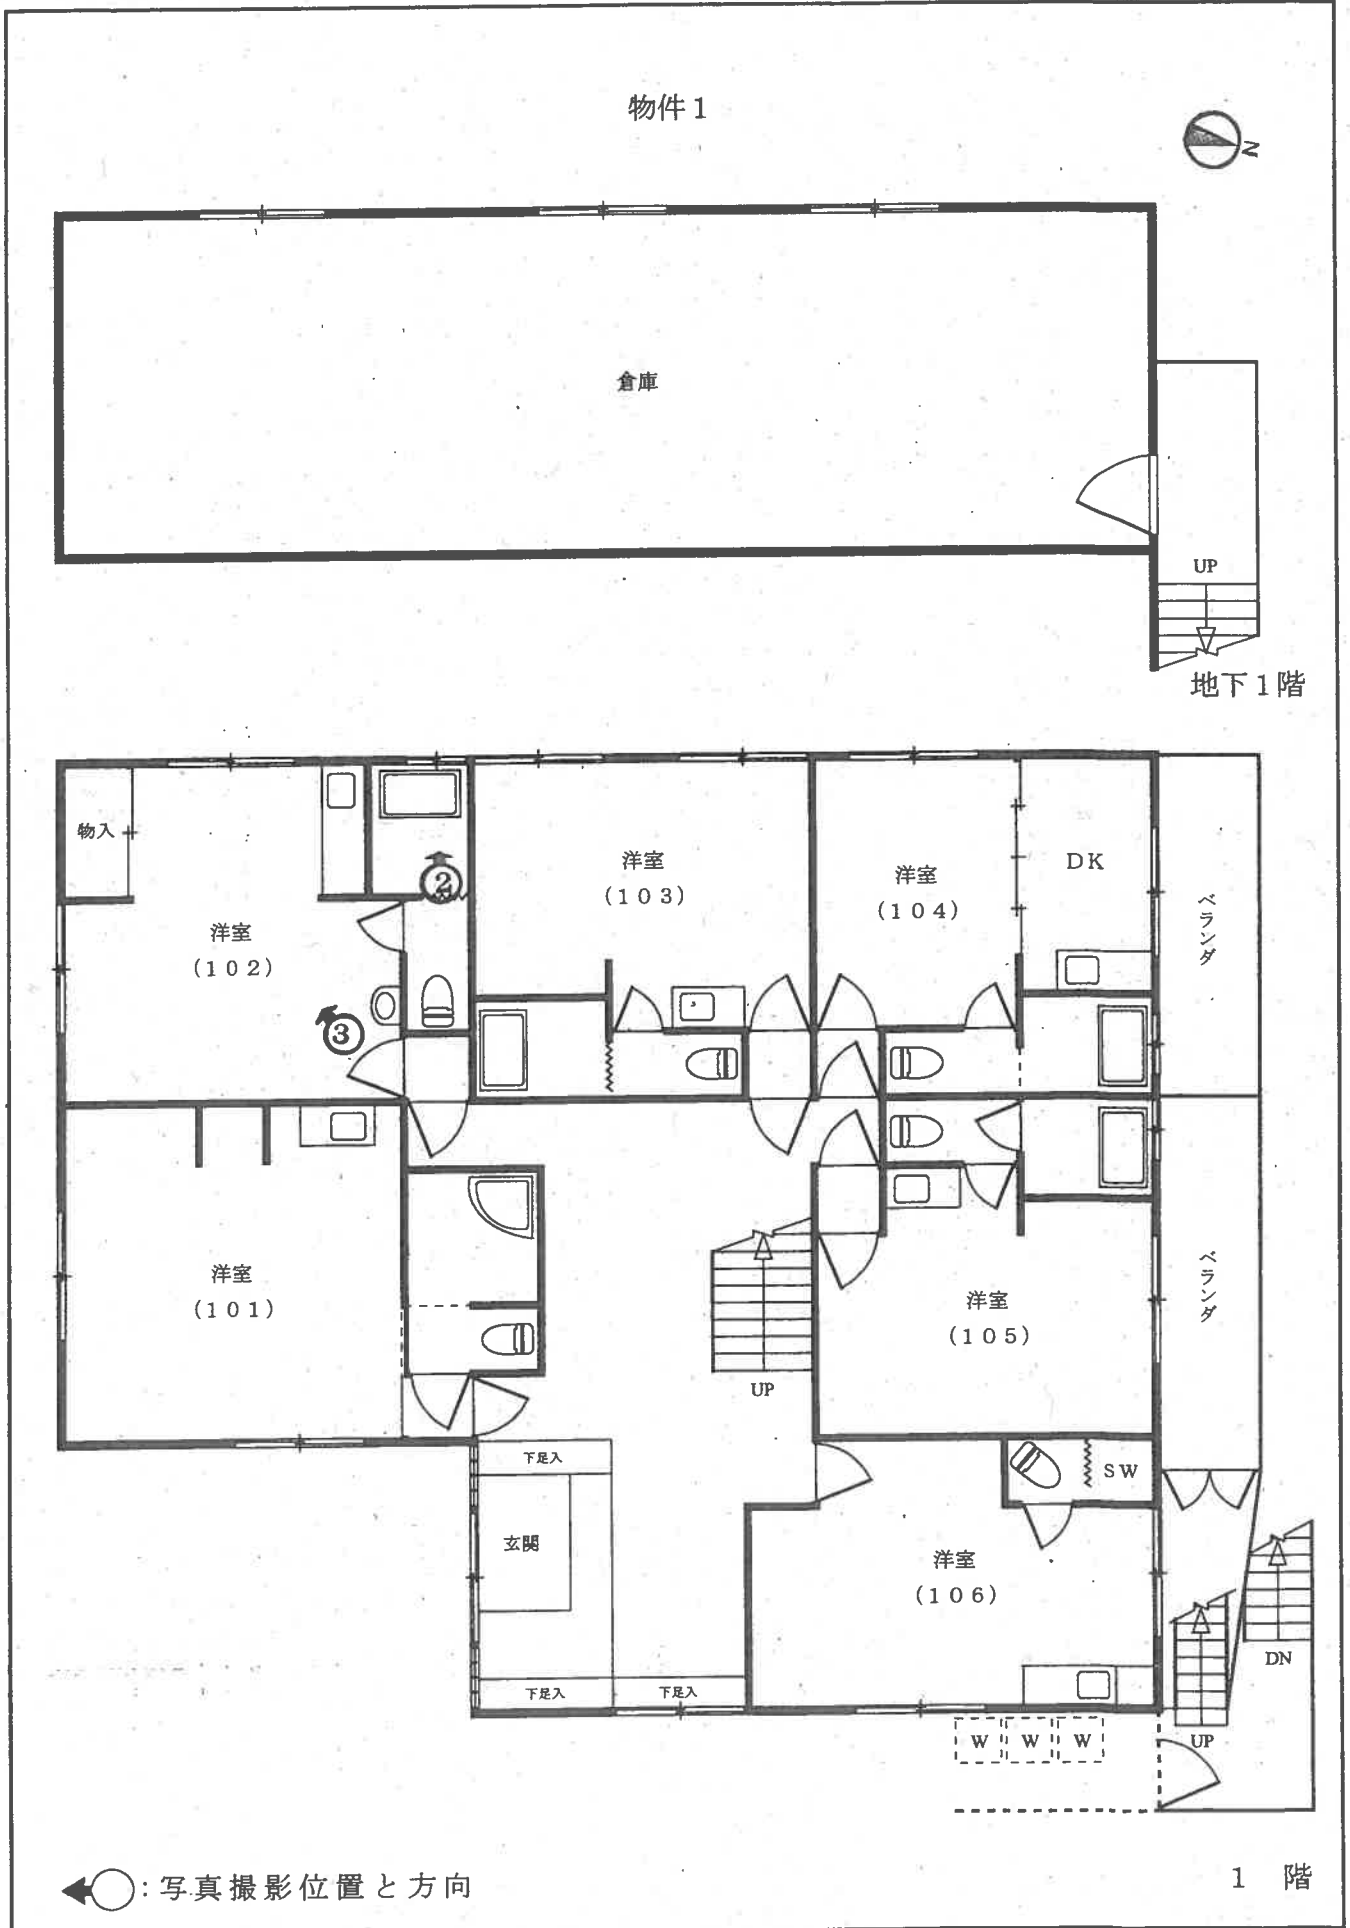 物件1
N
倉庫
UP
地下1階
物入
洋室
(102)
②
③
洋室
(103)
洋室
(104)
DK
ベランダ
洋室
(101)
UP
洋室
(105)
ベランダ
下足入
玄関
下足入
下足入
SW
洋室
(106)
W
W
W
UP
DN
:写真撮影位置と方向
1 階